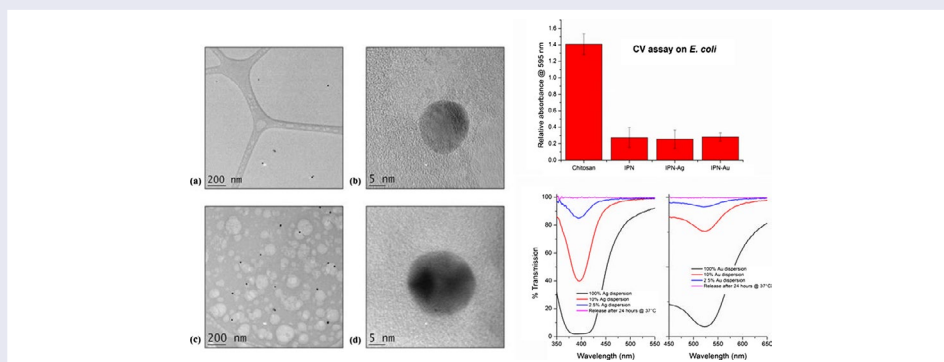 (a) 200 nm
(b) 5 nm
(c) 200 nm
(d) 5 nm
CV assay on E. coli
Relative absorbance @ 595 nm
1.6
1.4
1.2
1.0
0.8
0.6
0.4
0.2
0.0
Chitosan IPN IPN-Ag IPN-Au
% Transmission
100
80
60
40
20
0
100% Ag dispersion
10% Ag dispersion
2.5% Ag dispersion
Release after 24 hours @ 37°C
350 400 450 500 550
Wavelength (nm)
100% Au dispersion
10% Au dispersion
2.5% Au dispersion
Release after 24 hours @ 37°C
450 500 550 600 650
Wavelength (nm)